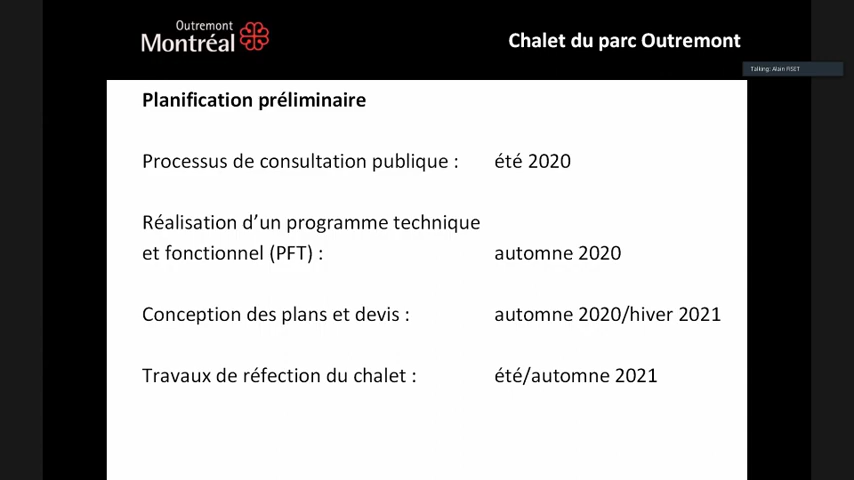 Outremont
Montréal
Chalet du parc Outremont
Talking: Alain FISET
Planification préliminaire
Processus de consultation publique : été 2020
Réalisation d'un programme technique
et fonctionnel (PFT) : automne 2020
Conception des plans et devis : automne 2020/hiver 2021
Travaux de réfection du chalet : été/automne 2021